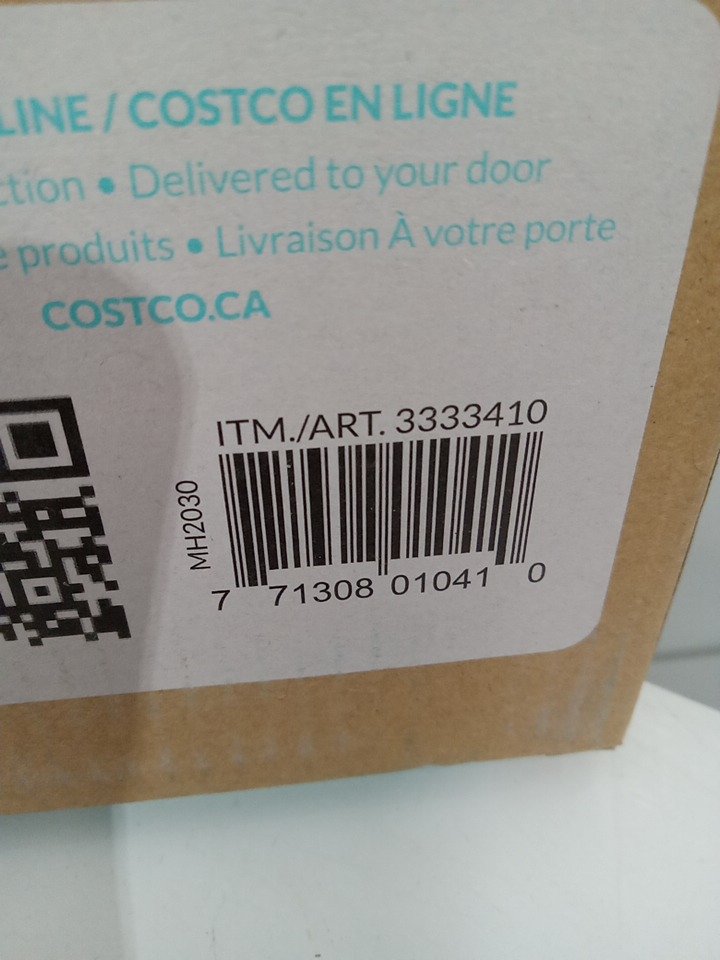 LINE / COSTCO EN LIGNE
ction • Delivered to your door
e produits • Livraison À votre porte
COSTCO.CA
ITM./ART. 3333410
MH2030
7 71308 01041 0